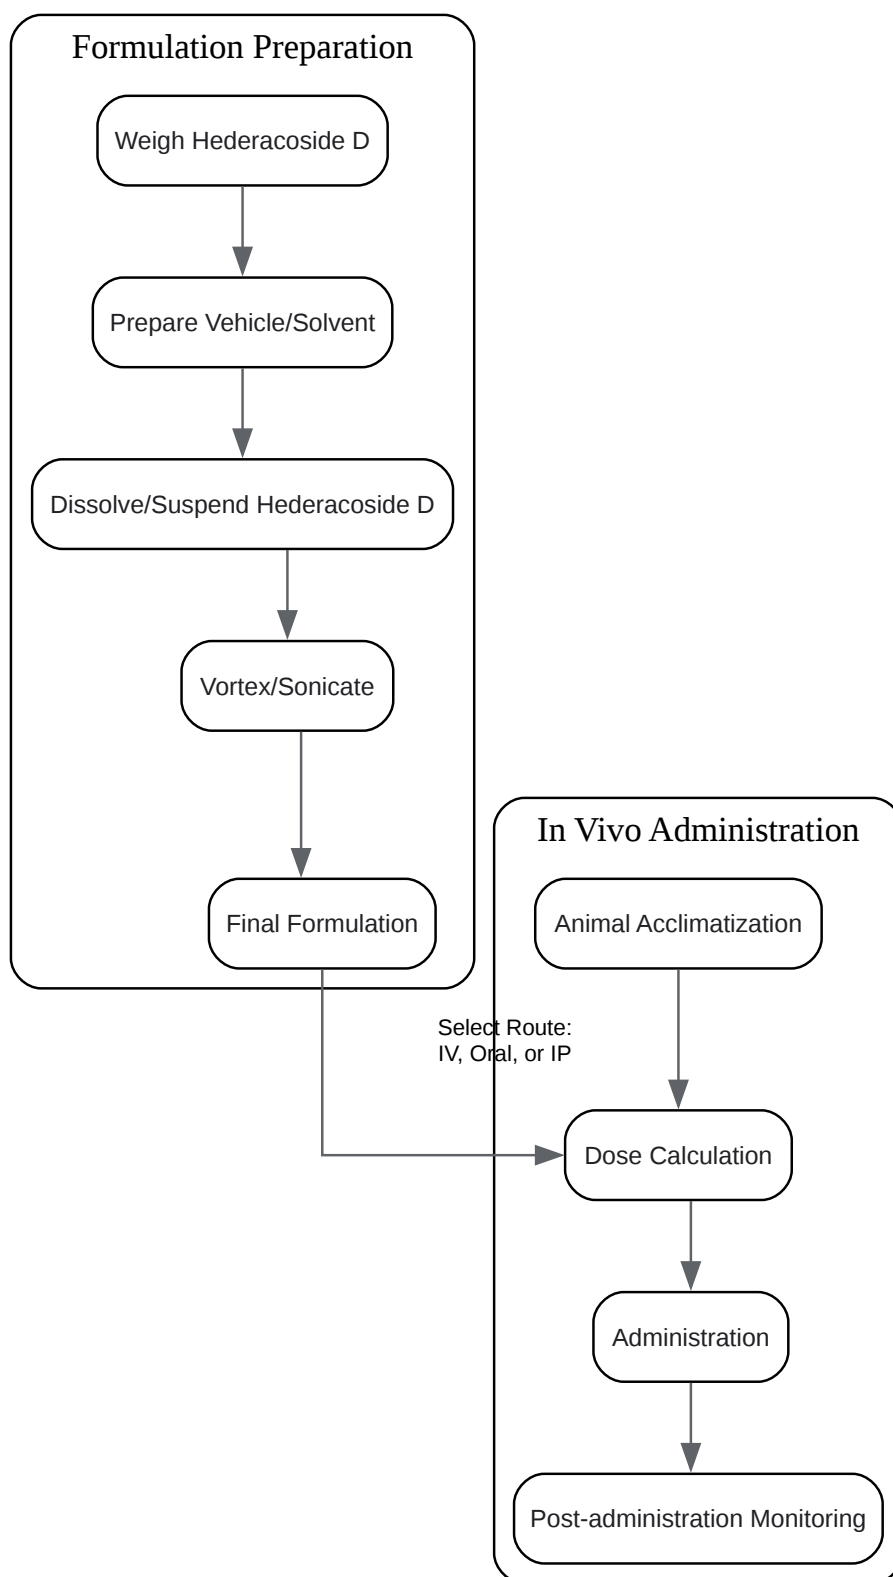 Formulation Preparation
Weigh Hederacoside D
Prepare Vehicle/Solvent
Dissolve/Suspend Hederacoside D
Vortex/Sonicate
Final Formulation
In Vivo Administration
Animal Acclimatization
Select Route:
IV, Oral, or IP
Dose Calculation
Administration
Post-administration Monitoring